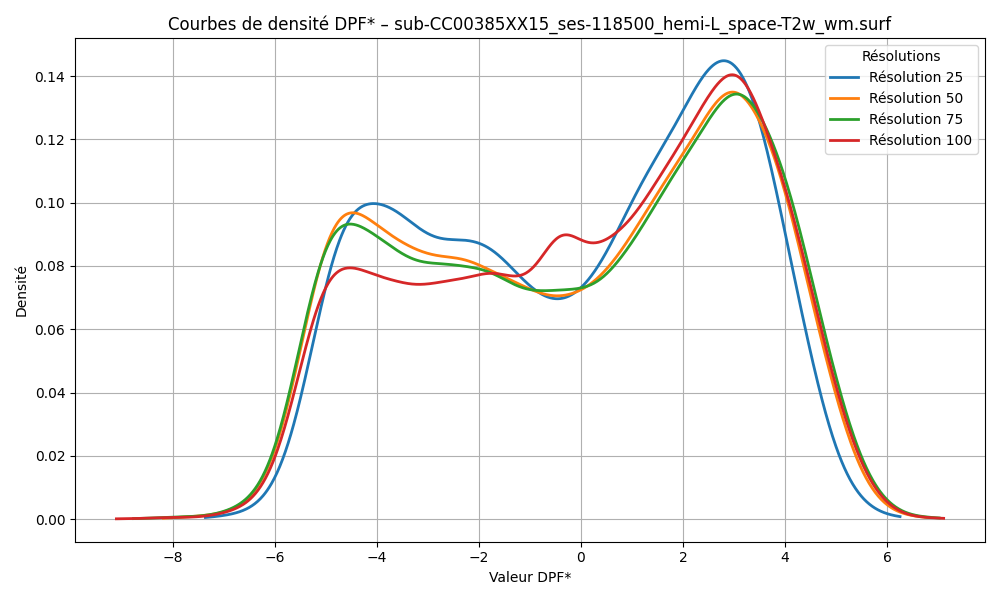 Courbes de densité DPF* – sub-CC00385XX15_ses-118500_hemi-L_space-T2w_wm.surf
Résolutions
Résolution 25
Résolution 50
Résolution 75
Résolution 100
Densité
0.14
0.12
0.10
0.08
0.06
0.04
0.02
0.00
−8 −6 −4 −2 0 2 4 6
Valeur DPF*